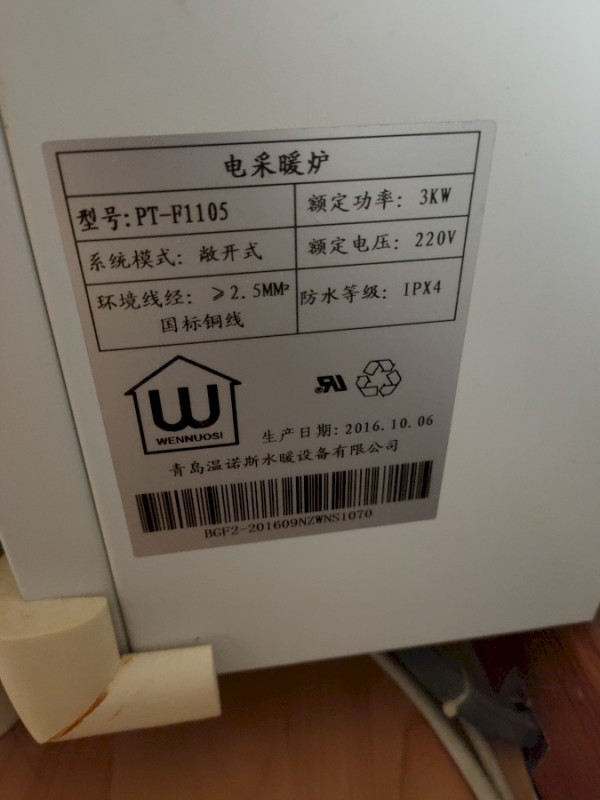 电采暖炉
型号:PT-F1105
额定功率: 3KW
系统模式: 敞开式
额定电压: 220V
环境线经: ≥2.5MM²
国标铜线
防水等级: IPX4
W
WENNUOSI
生产日期:2016.10.06
青岛温诺斯水暖设备有限公司
BGF2-201609NZWNS1070